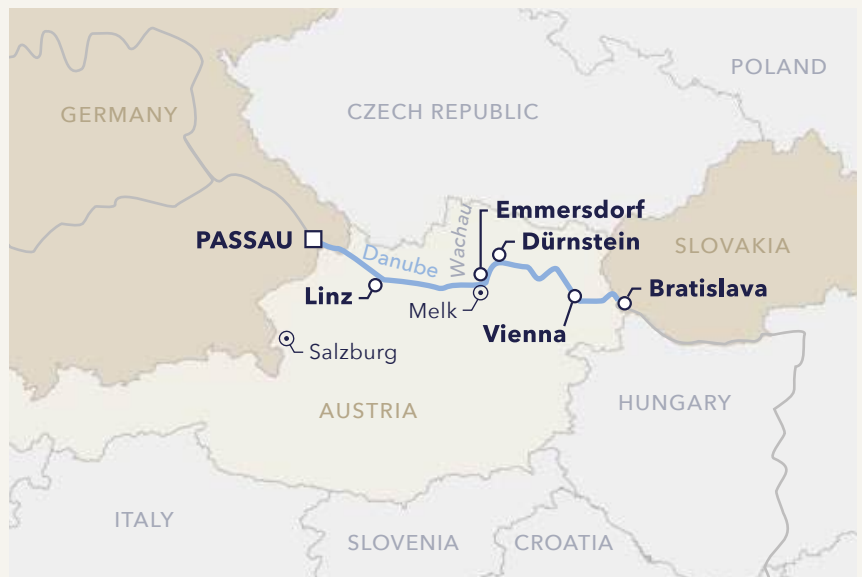 POLAND
GERMANY
CZECH REPUBLIC
Emmersdorf
Wachau
PASSAU
Dürnstein
SLOVAKIA
Danube
Linz
Bratislava
Melk
Vienna
Salzburg
AUSTRIA
HUNGARY
ITALY
SLOVENIA
CROATIA